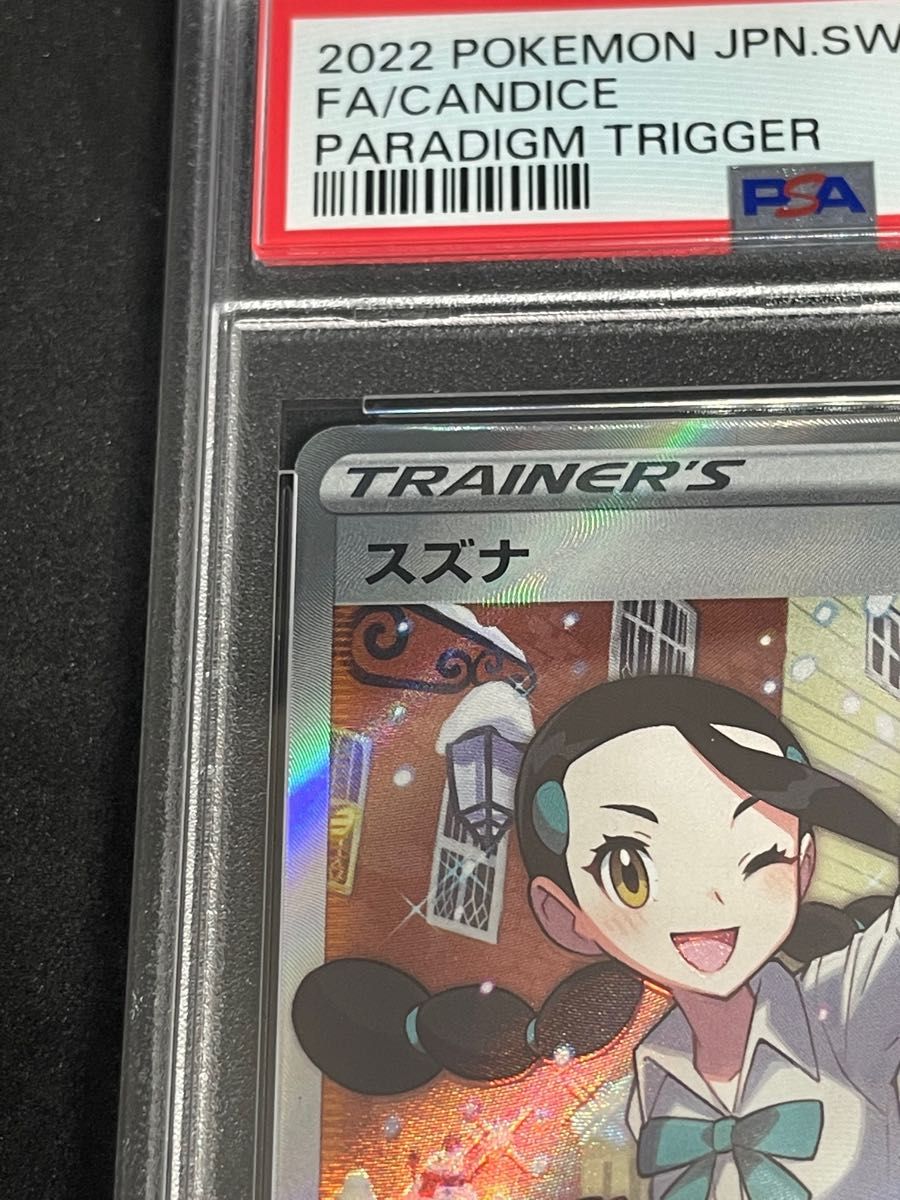 2022 POKEMON JPN.SW
FA/CANDICE
PARADIGM TRIGGER
PSA
TRAINER'S
スズナ